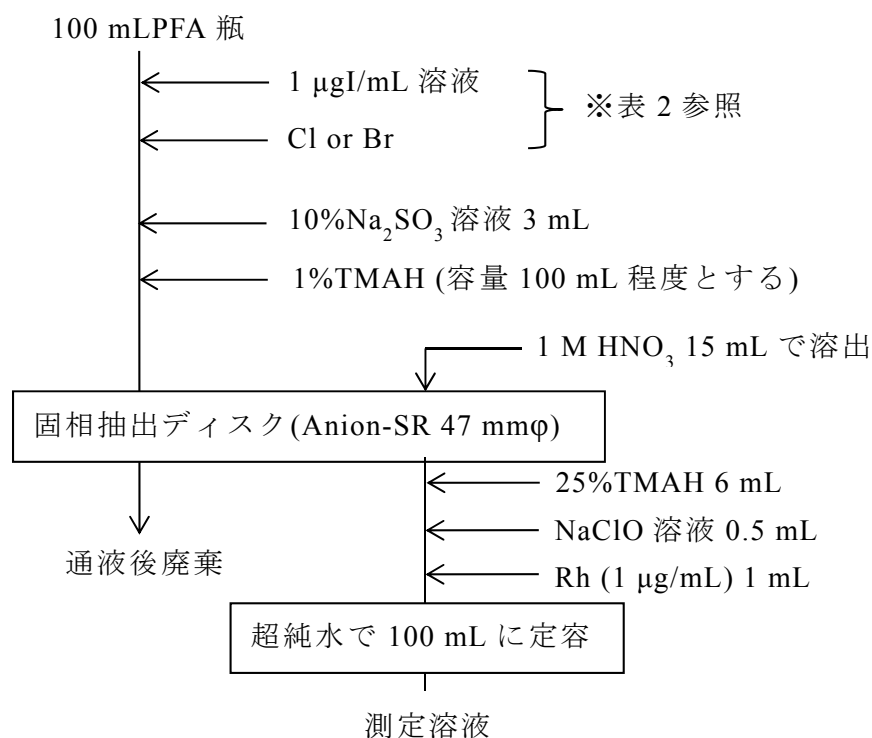 100 mLPFA 瓶
1 μgI/mL 溶液
※表 2 参照
Cl or Br
10%Na₂SO₃ 溶液 3 mL
1%TMAH (容量 100 mL 程度とする)
1 M HNO₃ 15 mL で溶出
固相抽出ディスク(Anion-SR 47 mmφ)
25%TMAH 6 mL
NaClO 溶液 0.5 mL
通液後廃棄
Rh (1 μg/mL) 1 mL
超純水で 100 mL に定容
測定溶液